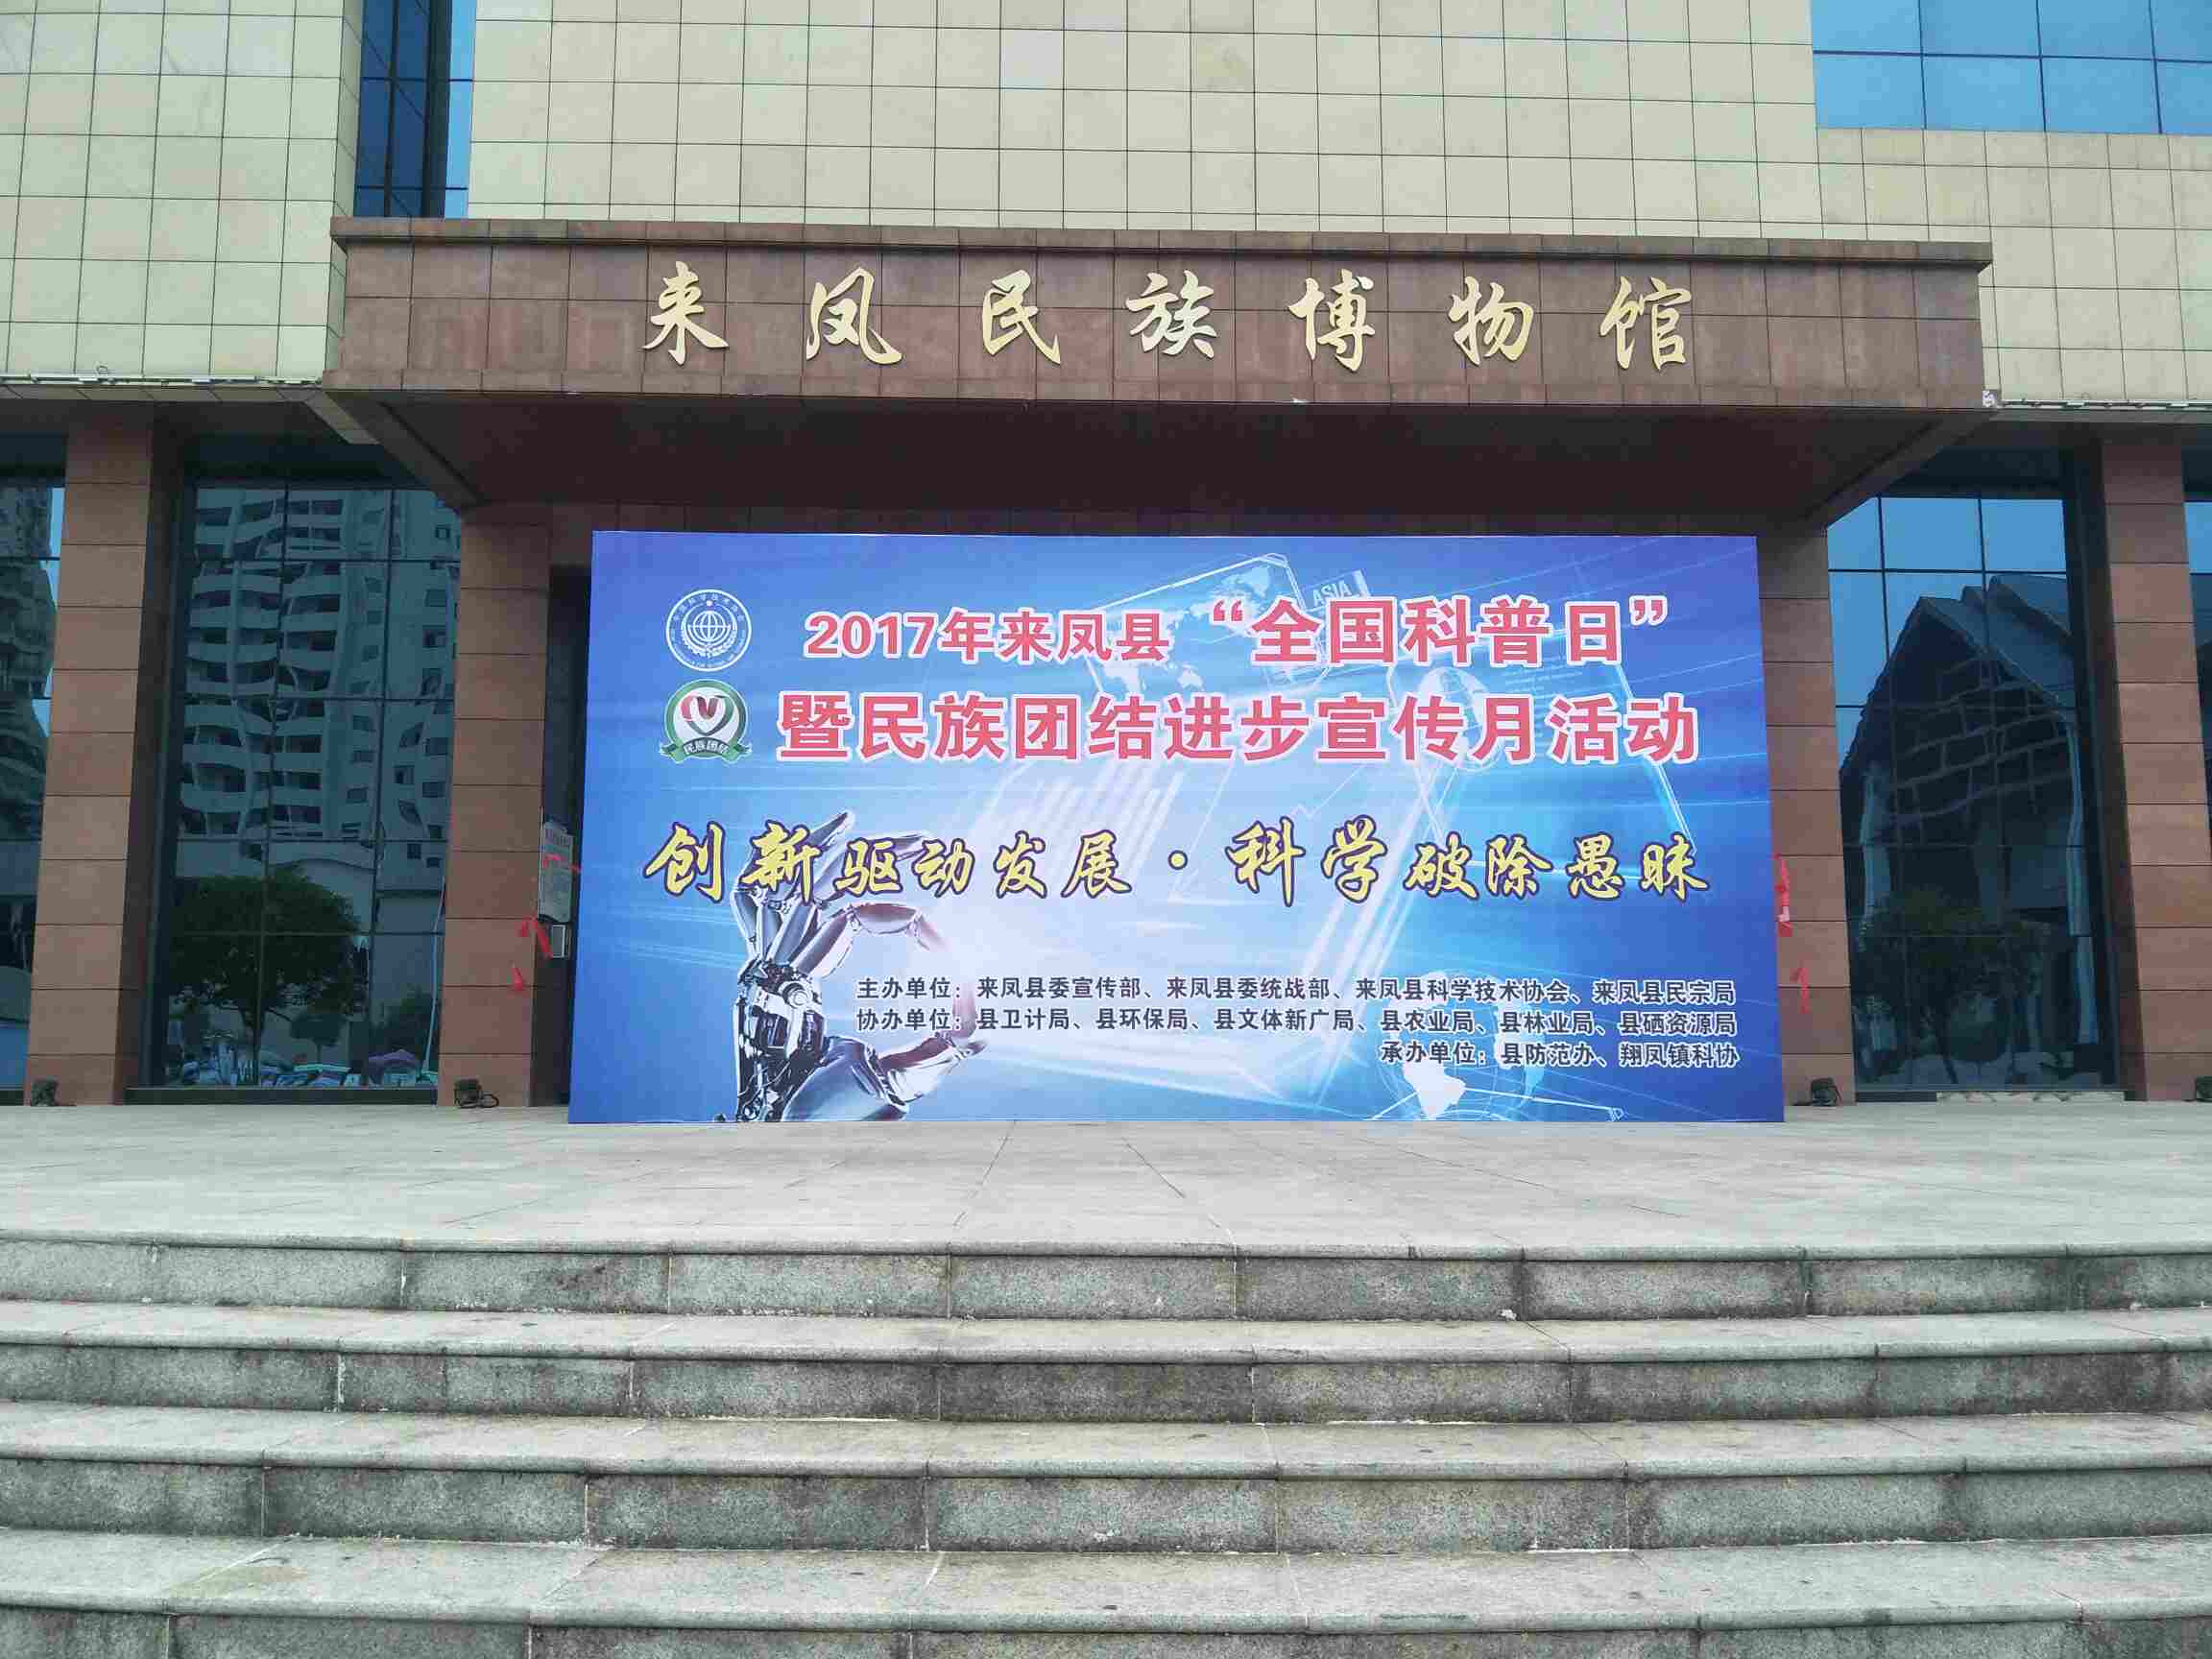 来凤民族博物馆
2017年来凤县“全国科普日”
暨民族团结进步宣传月活动
民族团结
创新驱动发展·科学破除愚昧
主办单位：来凤县委宣传部、来凤县委统战部、来凤县科学技术协会、来凤县民宗局
协办单位：县卫计局、县环保局、县文体新广局、县农业局、县林业局、县硒资源局
承办单位：县防范办、翔凤镇科协
ASIA